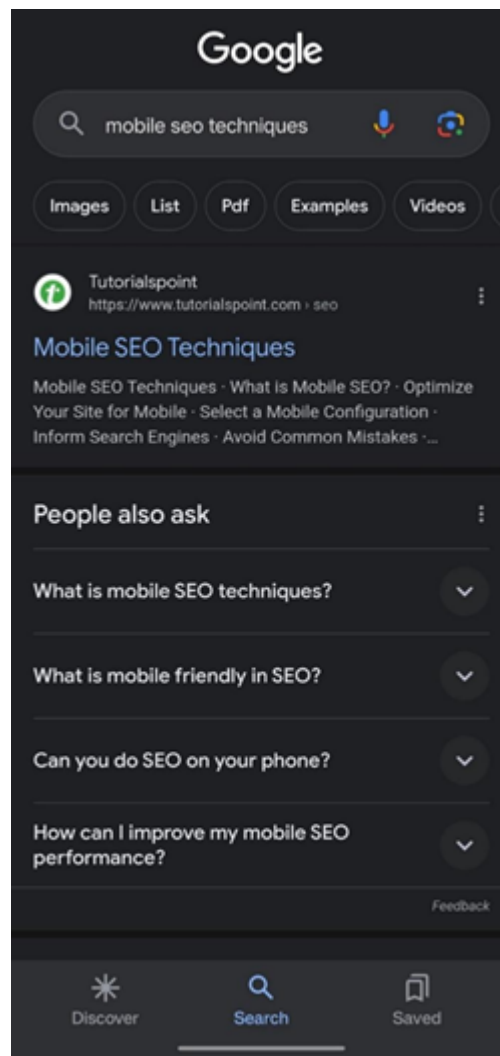 Google
mobile seo techniques
Images List Pdf Examples Videos
Tutorialspoint
https://www.tutorialspoint.com › seo
Mobile SEO Techniques
Mobile SEO Techniques · What is Mobile SEO? · Optimize
Your Site for Mobile · Select a Mobile Configuration ·
Inform Search Engines · Avoid Common Mistakes ·...
People also ask
What is mobile SEO techniques?
What is mobile friendly in SEO?
Can you do SEO on your phone?
How can I improve my mobile SEO
performance?
Feedback
Discover Search Saved